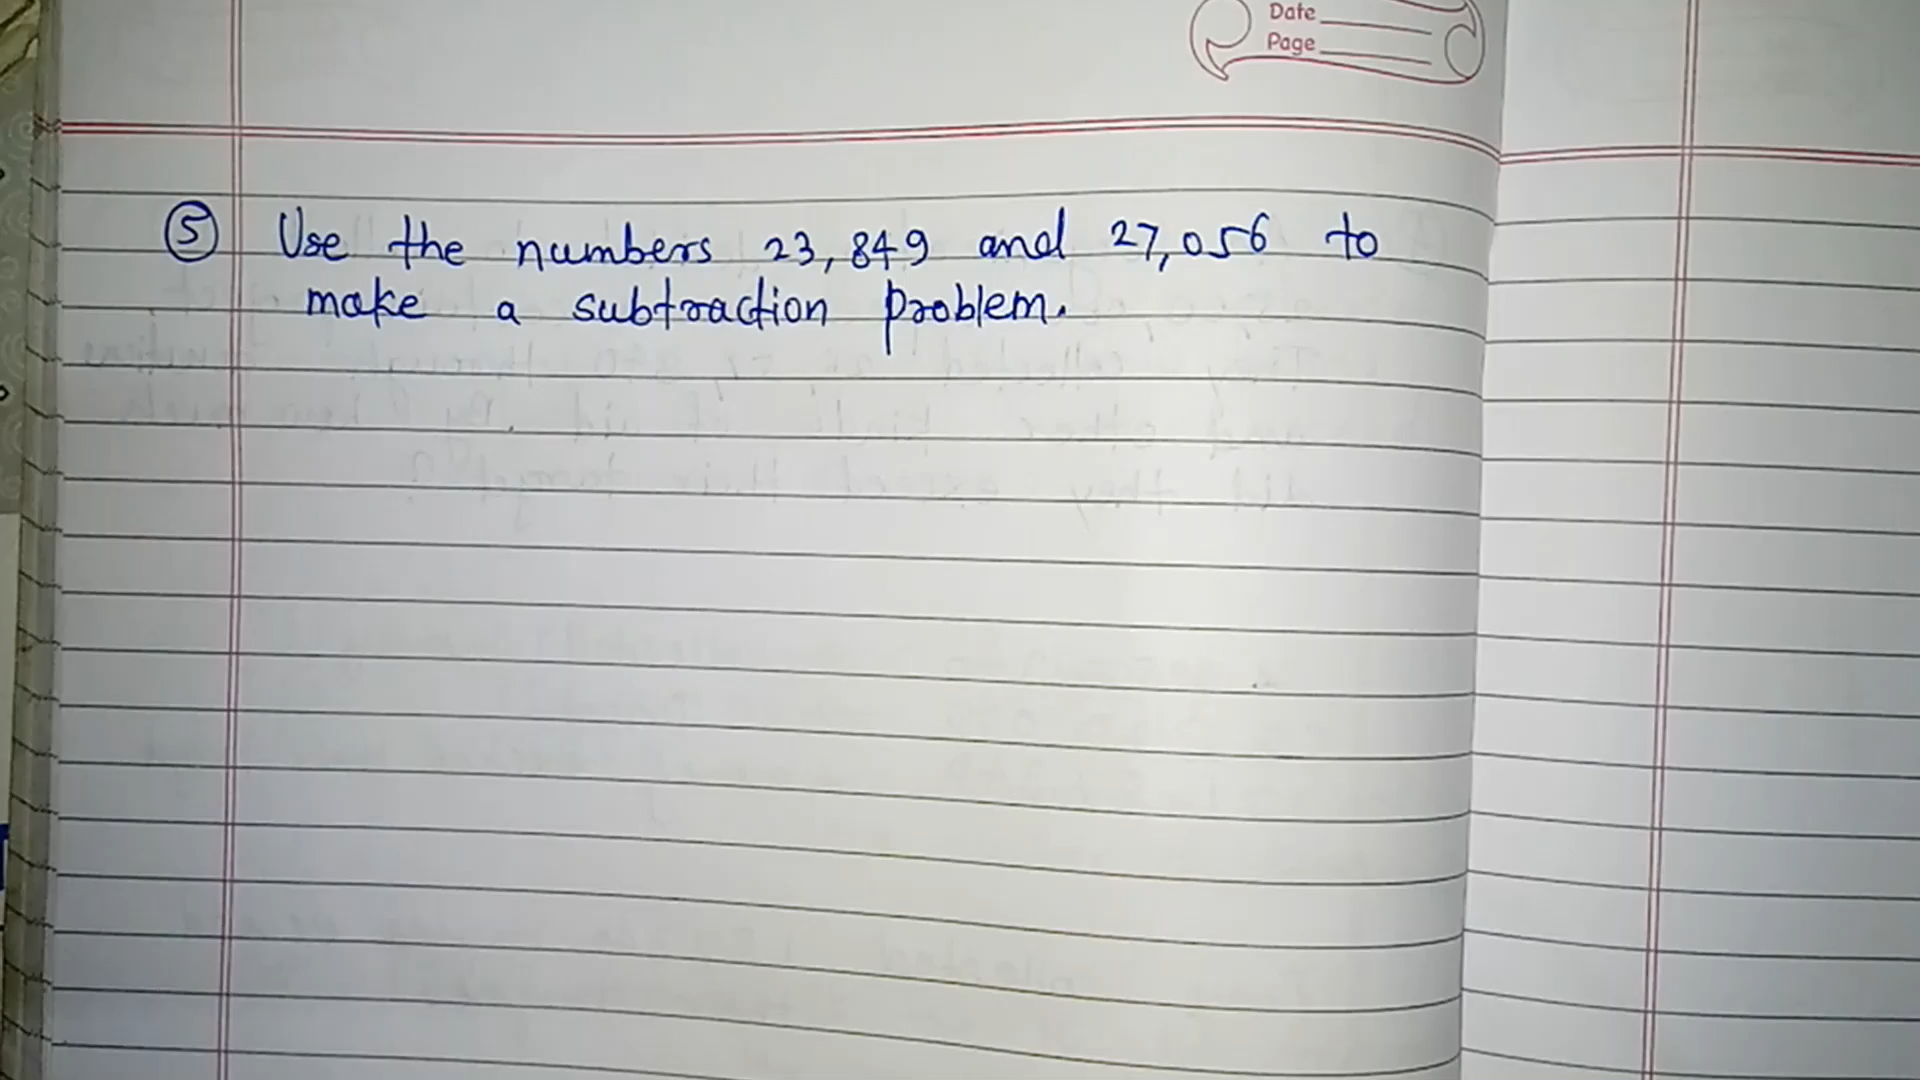 Date
Page
⑤ Use the numbers 23,849 and 27,056 to
make a subtraction problem.